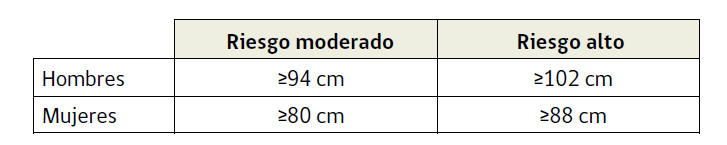 Riesgo moderado Riesgo alto
Hombres ≥94 cm ≥102 cm
Mujeres ≥80 cm ≥88 cm